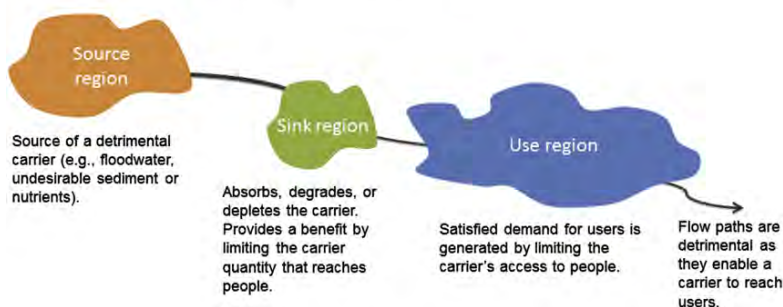 Source
region
Sink region
Use region
Source of a detrimental
carrier (e.g., floodwater,
undesirable sediment or
nutrients).
Absorbs, degrades, or
depletes the carrier.
Provides a benefit by
limiting the carrier
quantity that reaches
people.
Satisfied demand for users is
generated by limiting the
carrier's access to people.
Flow paths are
detrimental as
they enable a
carrier to reach
users.